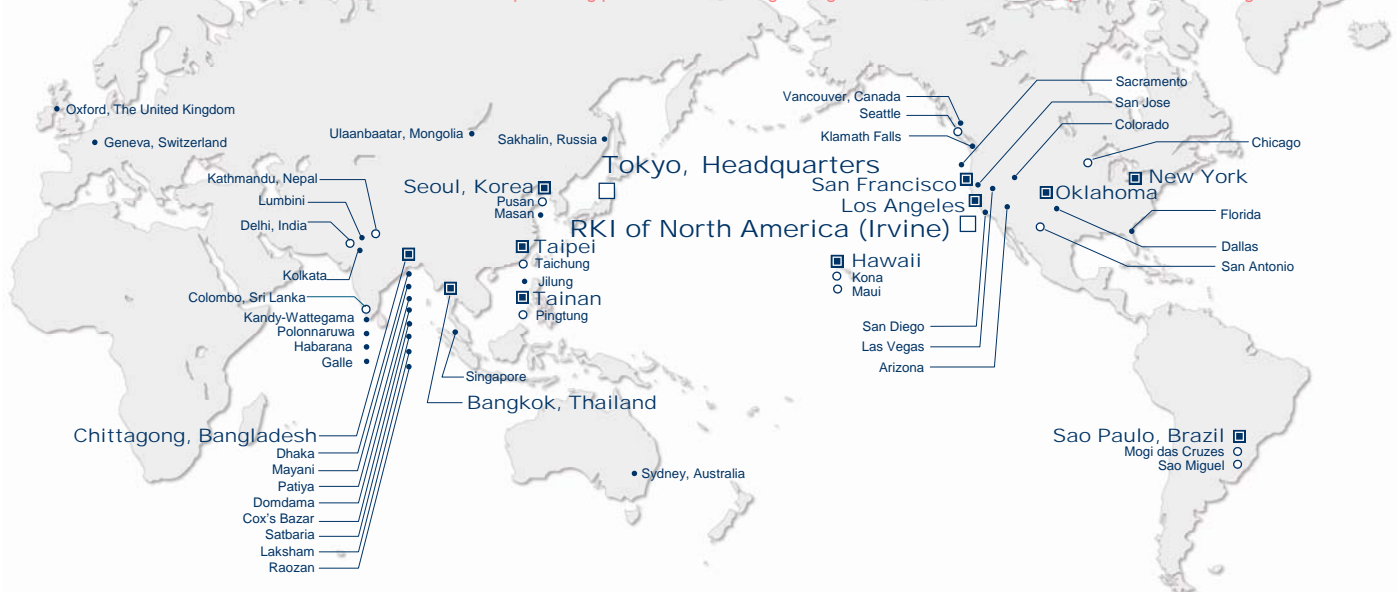 Oxford, The United Kingdom
Geneva, Switzerland
Ulaanbaatar, Mongolia
Sakhalin, Russia
Kathmandu, Nepal
Lumbini
Delhi, India
Kolkata
Colombo, Sri Lanka
Kandy-Wattegama
Polonnaruwa
Habarana
Galle
Seoul, Korea
Pusan
Masan
Tokyo, Headquarters
RKI of North America (Irvine)
Taipei
Taichung
Jilung
Tainan
Pingtung
Singapore
Bangkok, Thailand
Chittagong, Bangladesh
Dhaka
Mayani
Patiya
Domdama
Cox's Bazar
Satbaria
Laksham
Raozan
Sydney, Australia
Vancouver, Canada
Seattle
Klamath Falls
San Francisco
Los Angeles
Hawaii
Kona
Maui
San Diego
Las Vegas
Arizona
Sacramento
San Jose
Colorado
Chicago
New York
Oklahoma
Florida
Dallas
San Antonio
Sao Paulo, Brazil
Mogi das Cruzes
Sao Miguel